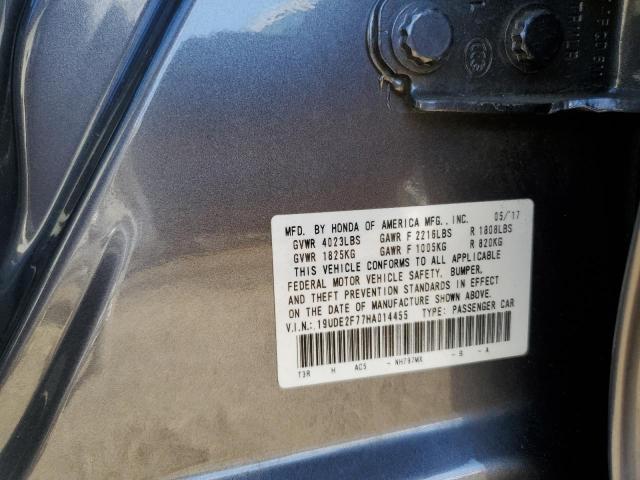 MFD. BY HONDA OF AMERICA MFG., INC. 05/17
GVWR 4023LBS GAWR F 2216LBS R 1808LBS
GVWR 1825KG GAWR F 1005KG R 820KG
THIS VEHICLE CONFORMS TO ALL APPLICABLE
FEDERAL MOTOR VEHICLE SAFETY, BUMPER,
AND THEFT PREVENTION STANDARDS IN EFFECT
ON THE DATE OF MANUFACTURE SHOWN ABOVE.
V.I.N.: 19UDE2F77HA014455 TYPE: PASSENGER CAR
T3R H AC5 - NH797MX - B - A